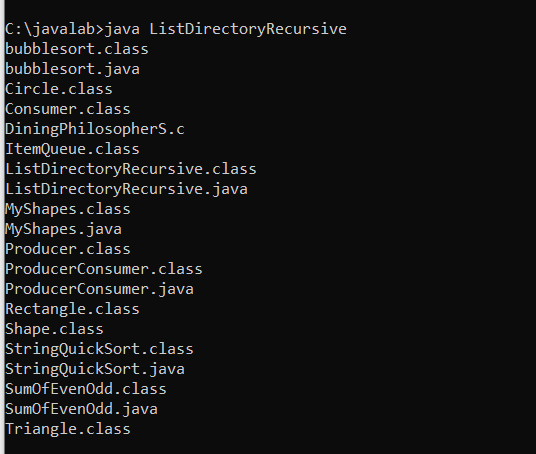 C:\javalab>java ListDirectoryRecursive
bubblesort.class
bubblesort.java
Circle.class
Consumer.class
DiningPhilosopherS.c
ItemQueue.class
ListDirectoryRecursive.class
ListDirectoryRecursive.java
MyShapes.class
MyShapes.java
Producer.class
ProducerConsumer.class
ProducerConsumer.java
Rectangle.class
Shape.class
StringQuickSort.class
StringQuickSort.java
SumOfEvenOdd.class
SumOfEvenOdd.java
Triangle.class